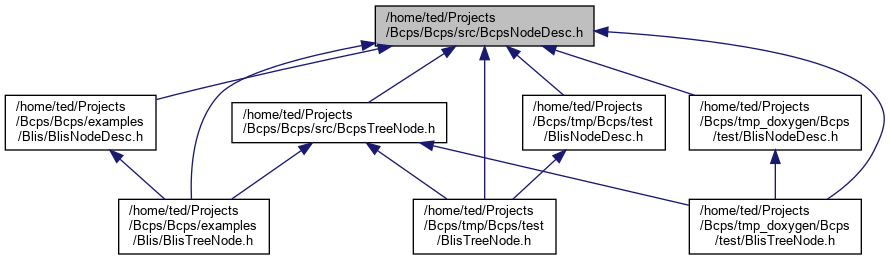 /home/ted/Projects
/Bcps/Bcps/src/BcpsNodeDesc.h
/home/ted/Projects
/Bcps/Bcps/examples
/Blis/BlisNodeDesc.h
/home/ted/Projects
/Bcps/Bcps/src/BcpsTreeNode.h
/home/ted/Projects
/Bcps/tmp/Bcps/test
/BlisNodeDesc.h
/home/ted/Projects
/Bcps/tmp_doxygen/Bcps
/test/BlisNodeDesc.h
/home/ted/Projects
/Bcps/Bcps/examples
/Blis/BlisTreeNode.h
/home/ted/Projects
/Bcps/tmp/Bcps/test
/BlisTreeNode.h
/home/ted/Projects
/Bcps/tmp_doxygen/Bcps
/test/BlisTreeNode.h